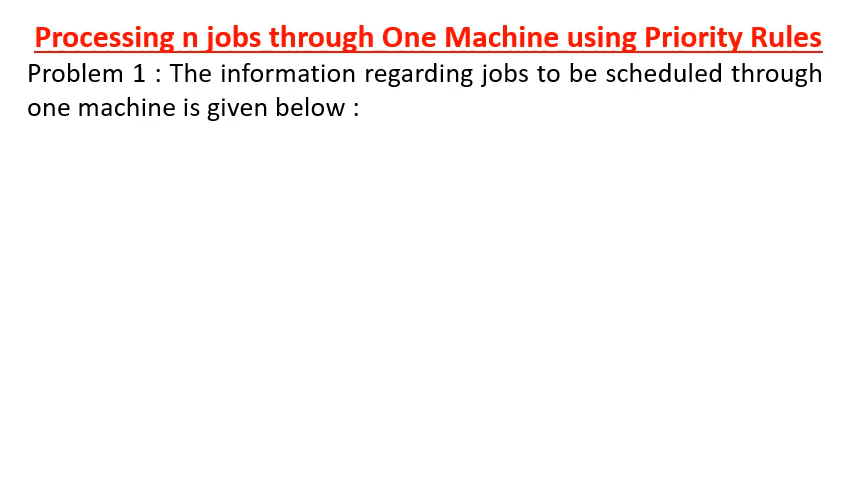 Processing n jobs through One Machine using Priority Rules
Problem 1 : The information regarding jobs to be scheduled through
one machine is given below :